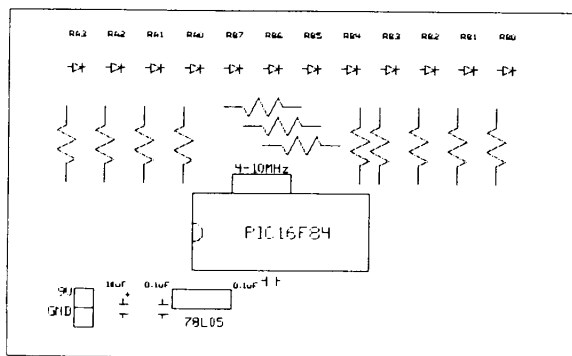 RA3 RA2 RA1 RA0 RB7 RB6 RB5 RB4 RB3 RB2 RB1 RB0
4-10MHz
PIC16F84
10uF 0.1uF 0.1uF
9V
GND
78L05